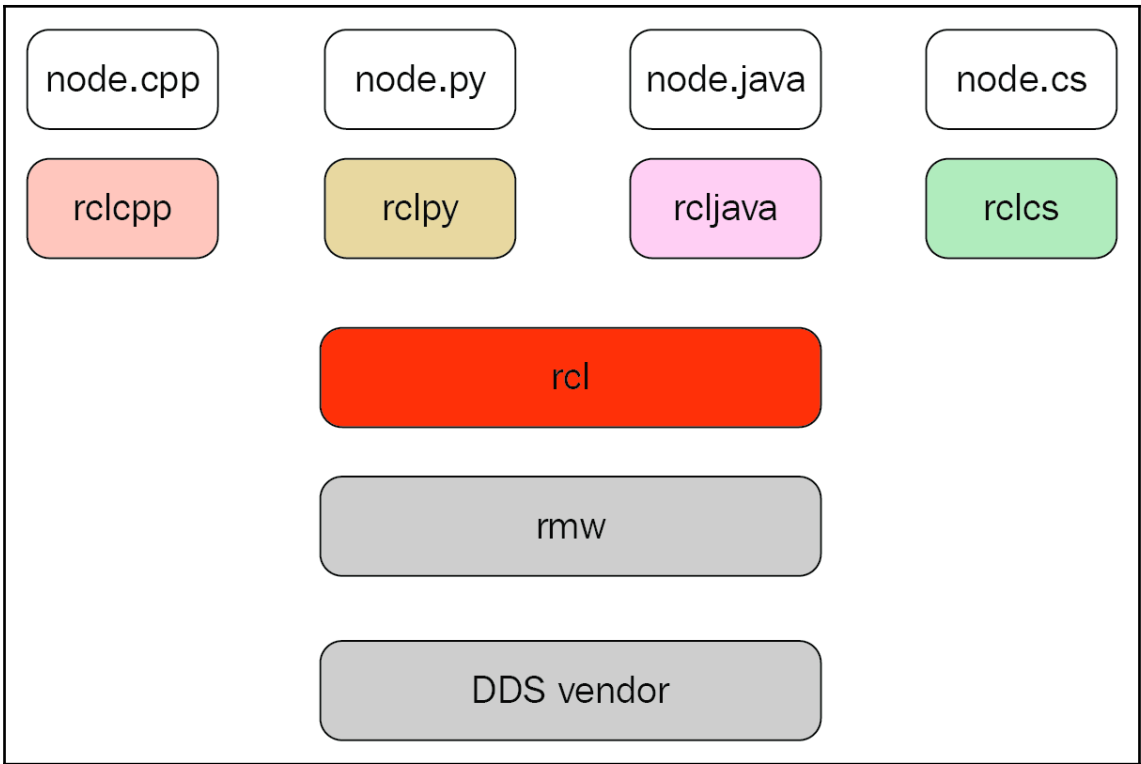 node.cpp
node.py
node.java
node.cs
rclcpp
rclpy
rcljava
rclcs
rcl
rmw
DDS vendor